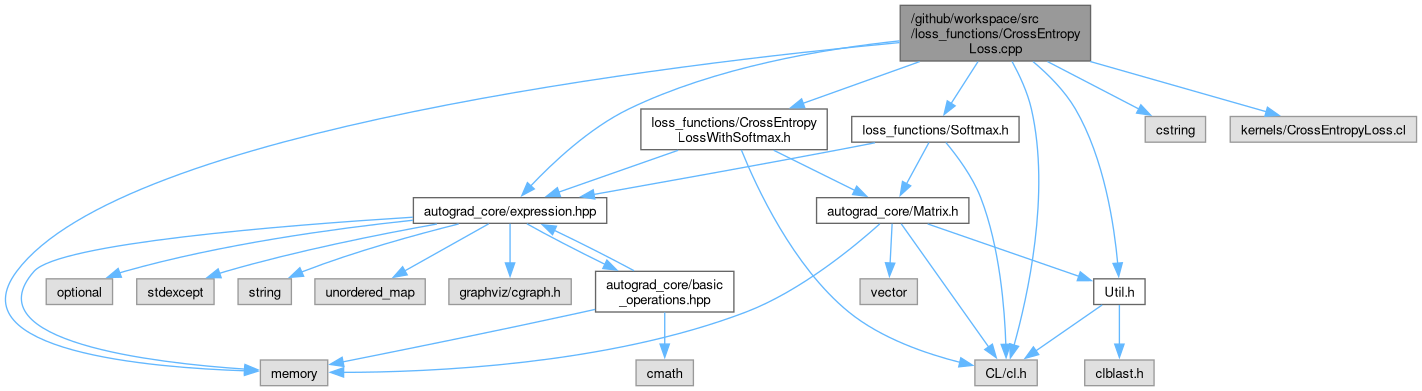 /github/workspace/src
/loss_functions/CrossEntropy
Loss.cpp
loss_functions/CrossEntropy
LossWithSoftmax.h
loss_functions/Softmax.h
cstring
kernels/CrossEntropyLoss.cl
autograd_core/expression.hpp
autograd_core/Matrix.h
optional
stdexcept
string
unordered_map
graphviz/cgraph.h
autograd_core/basic
_operations.hpp
vector
Util.h
memory
cmath
CL/cl.h
clblast.h